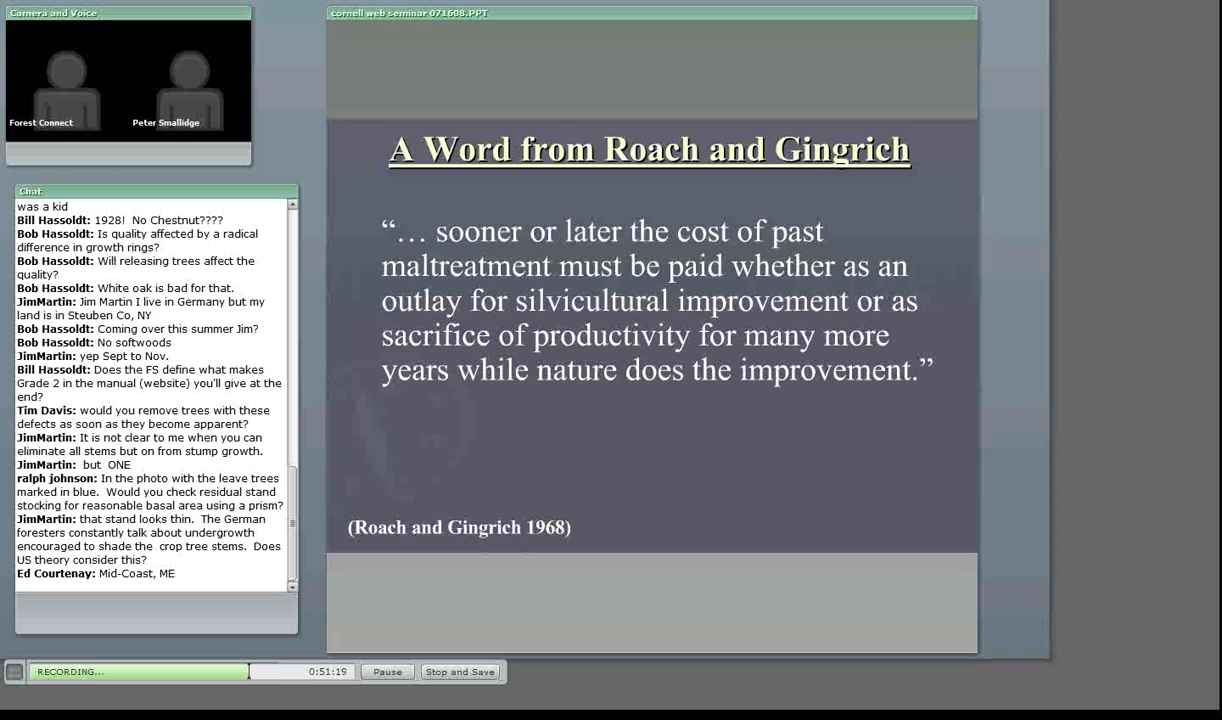 Camera and Voice
Forest Connect
Peter Smallidge
Chat
was a kid
Bill Hassoldt: 1928!  No Chestnut????
Bob Hassoldt: Is quality affected by a radical
difference in growth rings?
Bob Hassoldt: Will releasing trees affect the
quality?
Bob Hassoldt: White oak is bad for that.
JimMartin: Jim Martin I live in Germany but my
land is in Steuben Co, NY
Bob Hassoldt: Coming over this summer Jim?
Bob Hassoldt: No softwoods
JimMartin: yep Sept to Nov.
Bill Hassoldt: Does the FS define what makes
Grade 2 in the manual (website) you'll give at the
end?
Tim Davis: would you remove trees with these
defects as soon as they become apparent?
JimMartin: It is not clear to me when you can
eliminate all stems but on from stump growth.
JimMartin:  but  ONE
ralph johnson: In the photo with the leave trees
marked in blue.  Would you check residual stand
stocking for reasonable basal area using a prism?
JimMartin: that stand looks thin.  The German
foresters constantly talk about undergrowth
encouraged to shade the  crop tree stems.  Does
US theory consider this?
Ed Courtenay: Mid-Coast, ME
cornell web seminar 071608.PPT
A Word from Roach and Gingrich
“… sooner or later the cost of past
maltreatment must be paid whether as an
outlay for silvicultural improvement or as
sacrifice of productivity for many more
years while nature does the improvement.”
(Roach and Gingrich 1968)
RECORDING...
0:51:19
Pause
Stop and Save